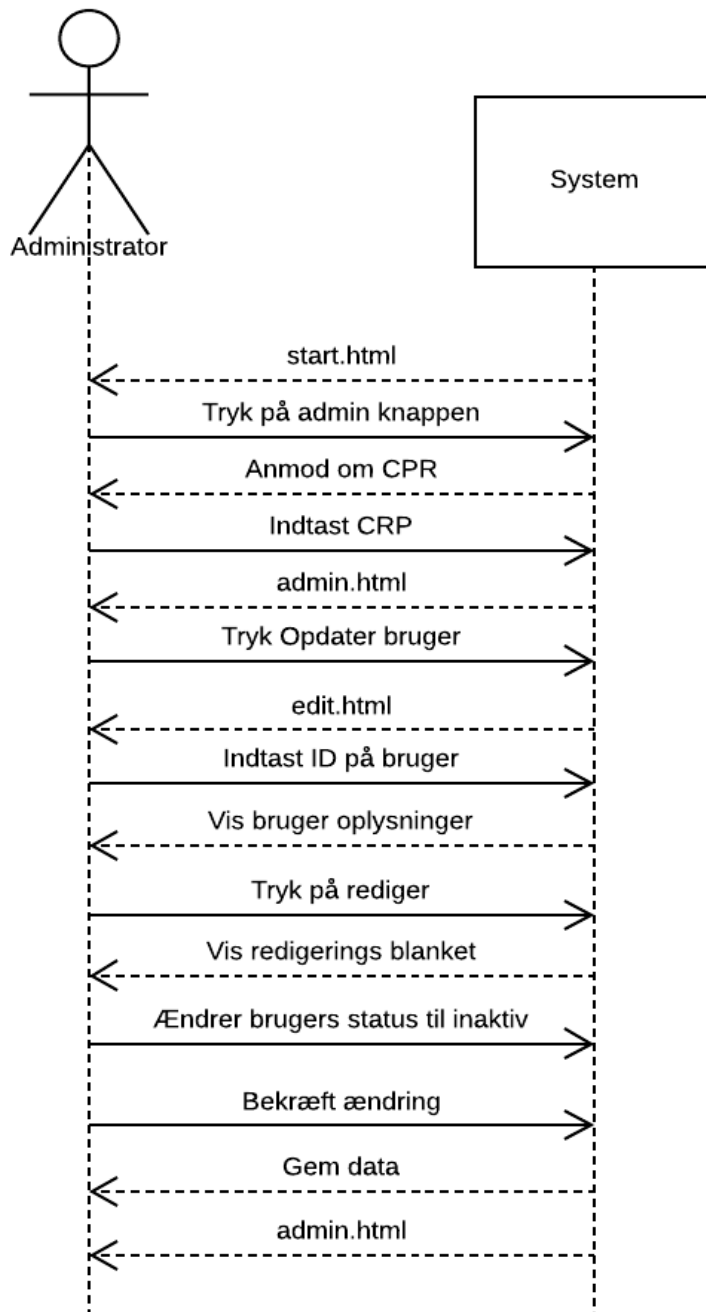 System
Administrator
start.html
Tryk på admin knappen
Anmod om CPR
Indtast CRP
admin.html
Tryk Opdater bruger
edit.html
Indtast ID på bruger
Vis bruger oplysninger
Tryk på rediger
Vis redigerings blanket
Ændrer brugers status til inaktiv
Bekræft ændring
Gem data
admin.html